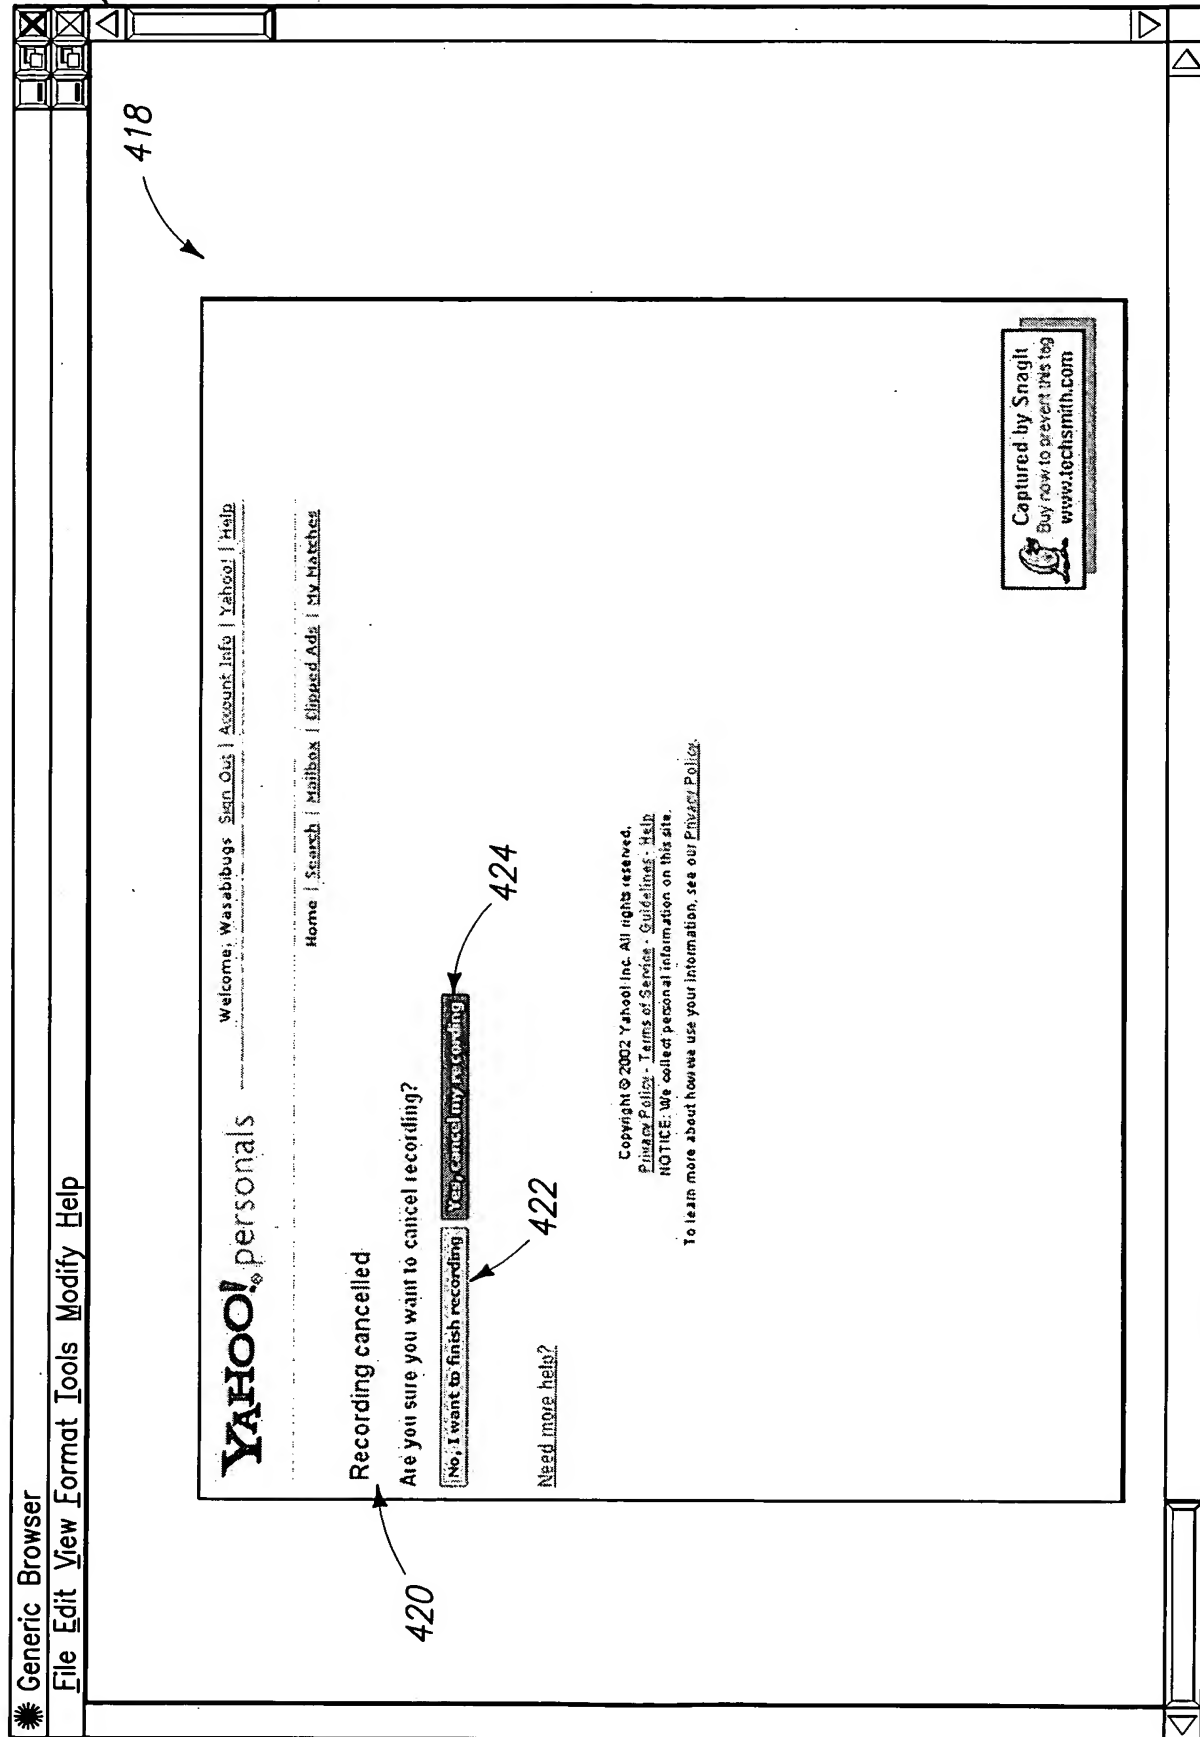 Generic Browser
File Edit View Format Tools Modify Help
418
YAHOO!® personals
Welcome, Wasabibugs Sign Out | Account Info | Yahoo! | Help
Home | Search | Mailbox | Clipped Ads | My Matches
420
Recording cancelled
Are you sure you want to cancel recording?
No, I want to finish recording
Yes, Cancel my recording
422
424
Need more help?
Copyright © 2002 Yahoo! Inc. All rights reserved.
Privacy Policy - Terms of Service - Guidelines - Help
NOTICE: We collect personal information on this site.
To learn more about how we use your information, see our Privacy Policy.
Captured by SnagIt
Buy now to prevent this tag
www.techsmith.com